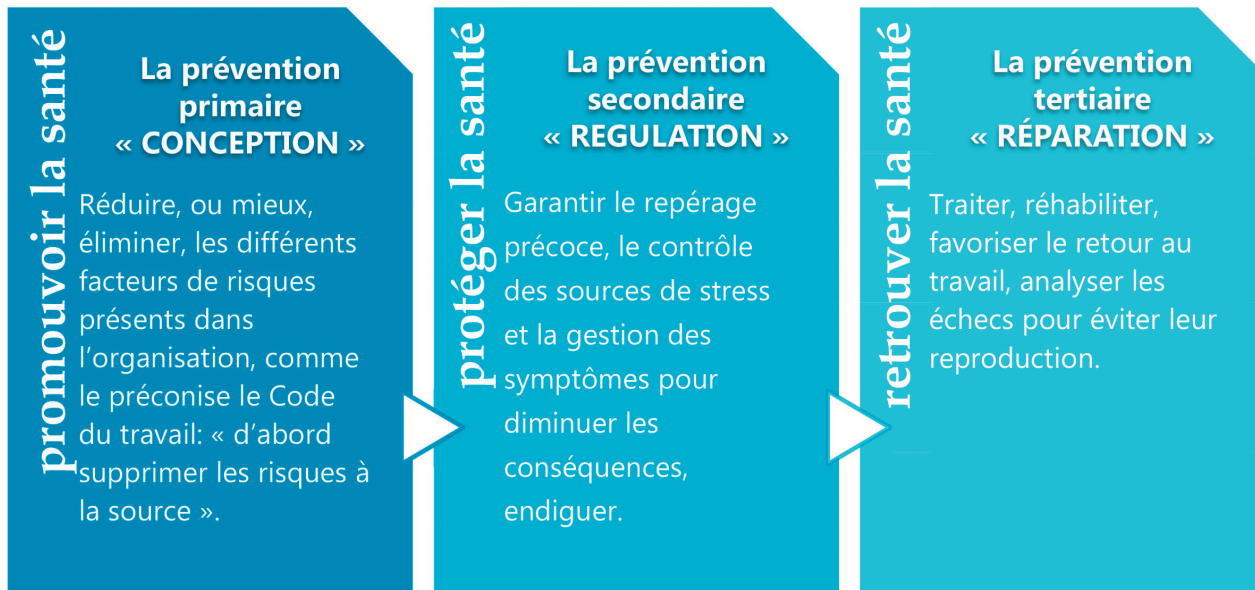 promouvoir la santé
La prévention
primaire
« CONCEPTION »
Réduire, ou mieux,
éliminer, les différents
facteurs de risques
présents dans
l’organisation, comme
le préconise le Code
du travail: « d’abord
supprimer les risques à
la source ».
protéger la santé
La prévention
secondaire
« REGULATION »
Garantir le repérage
précoce, le contrôle
des sources de stress
et la gestion des
symptômes pour
diminuer les
conséquences,
endiguer.
retrouver la santé
La prévention
tertiaire
« RÉPARATION »
Traiter, réhabiliter,
favoriser le retour au
travail, analyser les
échecs pour éviter leur
reproduction.